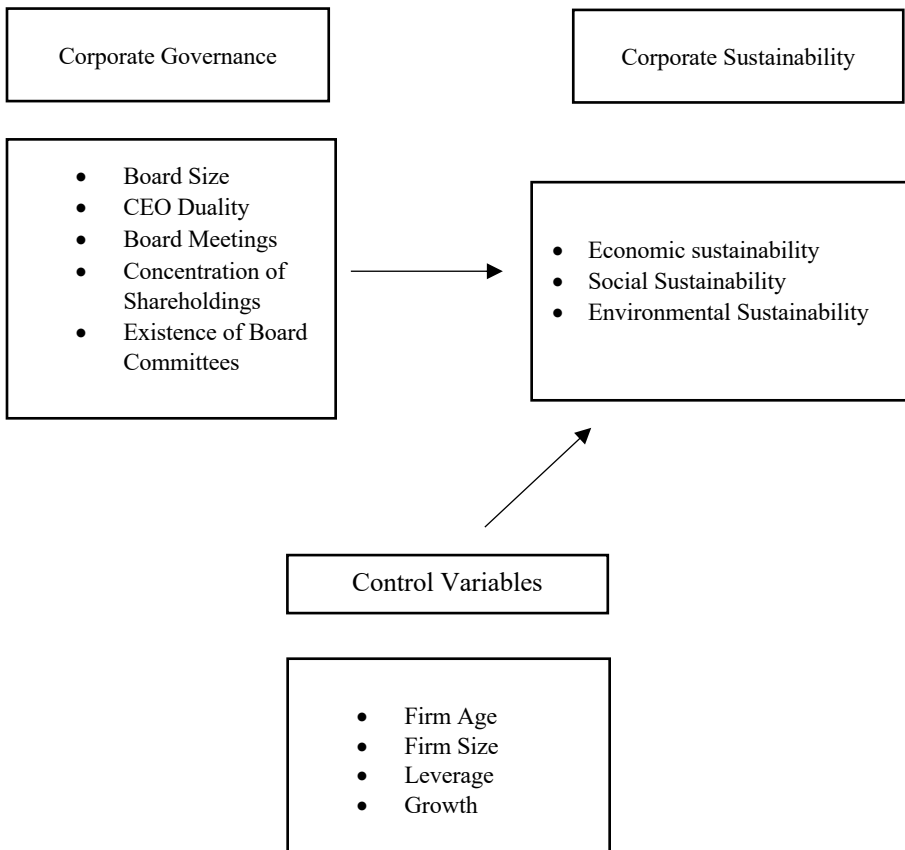 Corporate Governance
Corporate Sustainability
• Board Size
• CEO Duality
• Board Meetings
• Concentration of
Shareholdings
• Existence of Board
Committees
• Economic sustainability
• Social Sustainability
• Environmental Sustainability
Control Variables
• Firm Age
• Firm Size
• Leverage
• Growth